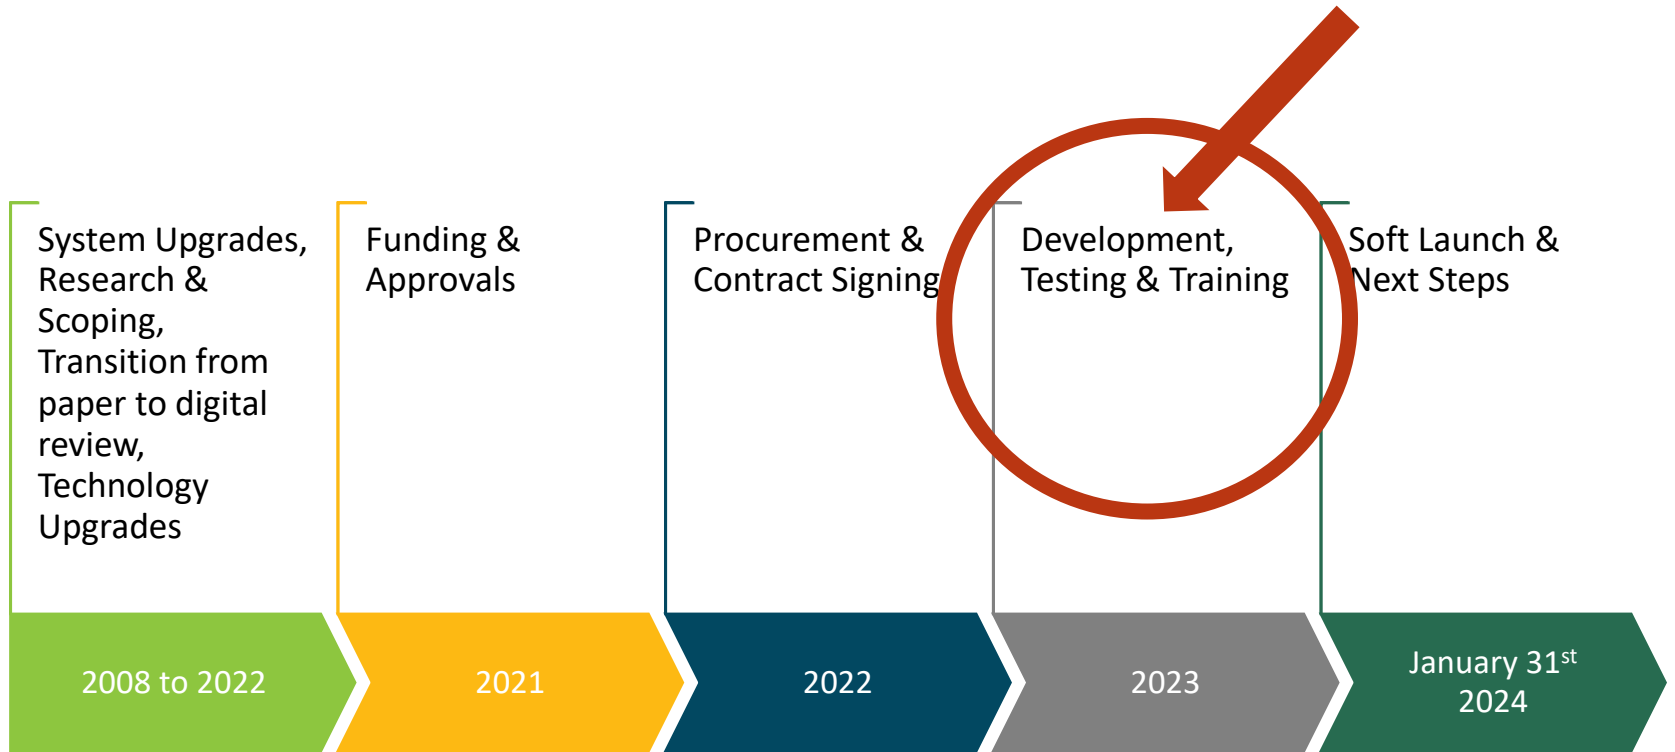 System Upgrades,
Research &
Scoping,
Transition from
paper to digital
review,
Technology
Upgrades
Funding &
Approvals
Procurement &
Contract Signing
Development,
Testing & Training
Soft Launch &
Next Steps
2008 to 2022
2021
2022
2023
January 31st
2024